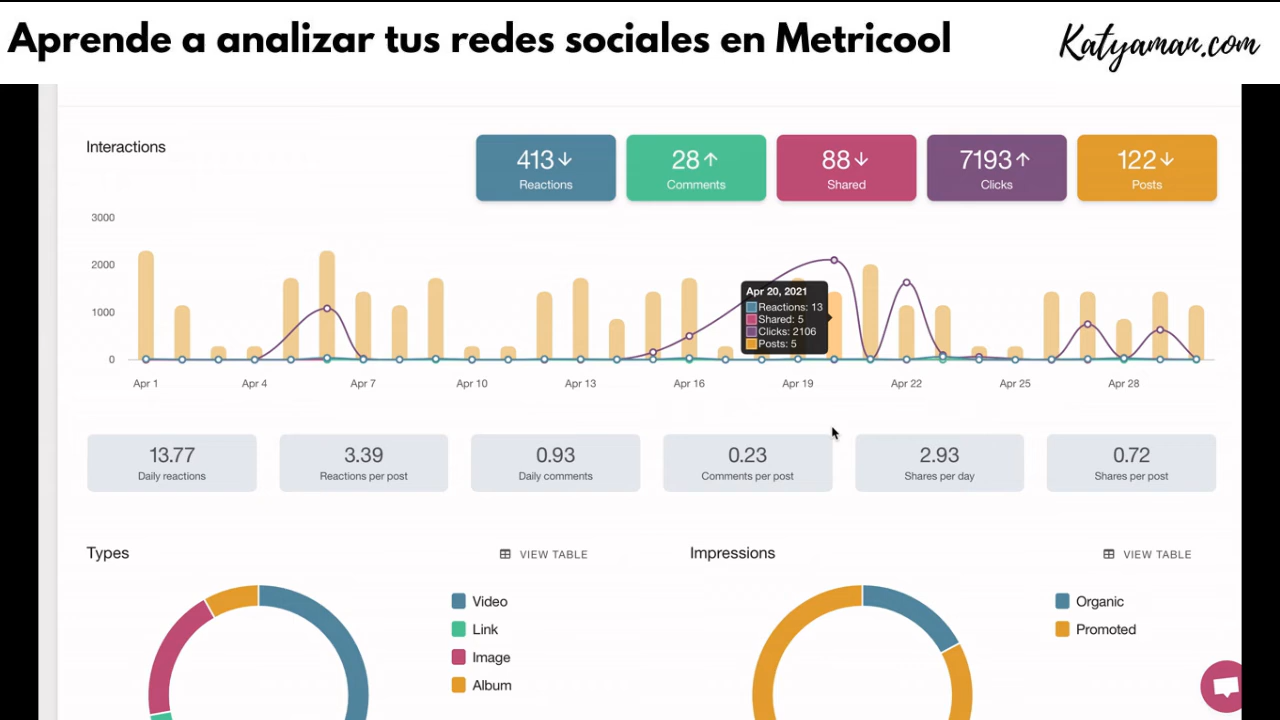 Aprende a analizar tus redes sociales en Metricool
Katyaman.com
Interactions
413↓
Reactions
28↑
Comments
88↓
Shared
7193↑
Clicks
122↓
Posts
3000
2000
1000
0
Apr 20, 2021
Reactions: 13
Shared: 5
Clicks: 2106
Posts: 5
Apr 1
Apr 4
Apr 7
Apr 10
Apr 13
Apr 16
Apr 19
Apr 22
Apr 25
Apr 28
13.77
Daily reactions
3.39
Reactions per post
0.93
Daily comments
0.23
Comments per post
2.93
Shares per day
0.72
Shares per post
Types
VIEW TABLE
Video
Link
Image
Album
Impressions
VIEW TABLE
Organic
Promoted